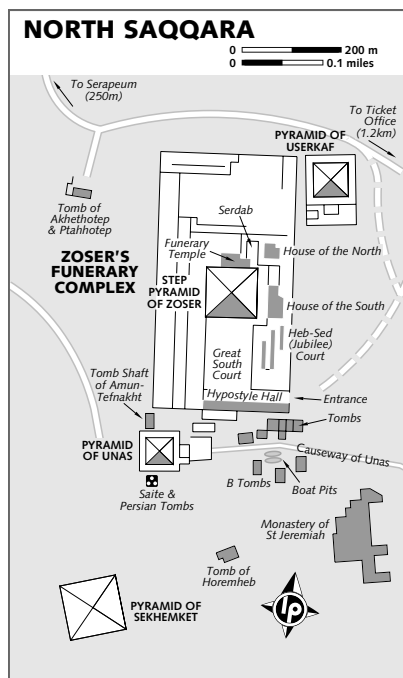 NORTH SAQQARA
0 200 m
0 0.1 miles
To Serapeum
(250m)
To Ticket
Office
(1.2km)
PYRAMID OF
USERKAF
Tomb of
Akhethotep
& Ptahhotep
Serdab
Funerary
Temple
House of the North
ZOSER'S
FUNERARY
COMPLEX
STEP
PYRAMID
OF ZOSER
House of the South
Heb-Sed
(Jubilee)
Court
Great
South
Court
Tomb Shaft
of Amun-
Tefnakht
Hypostyle Hall
Entrance
Tombs
PYRAMID
OF UNAS
Causeway of Unas
Saite &
Persian Tombs
B Tombs
Boat Pits
Monastery of
St Jeremiah
Tomb of
Horemheb
PYRAMID OF
SEKHEMKET
lp